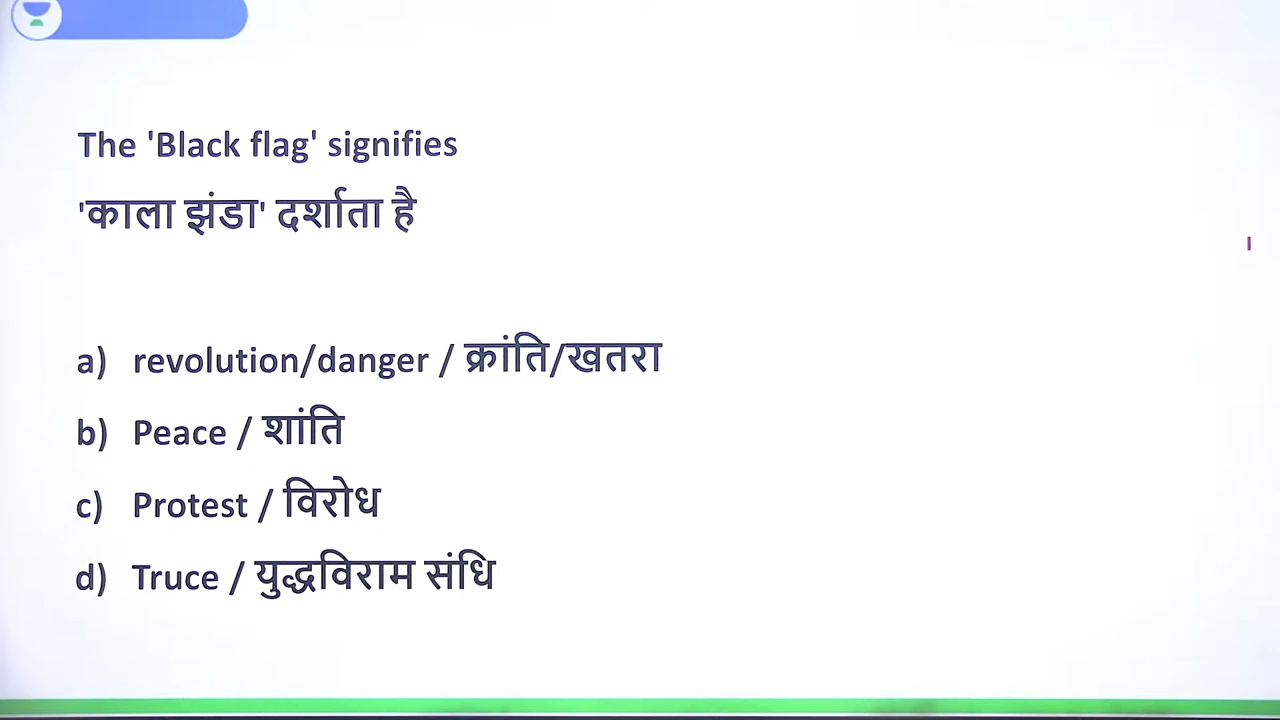 The 'Black flag' signifies
'काला झंडा' दर्शाता है
a) revolution/danger / क्रांति/खतरा
b) Peace / शांति
c) Protest / विरोध
d) Truce / युद्धविराम संधि